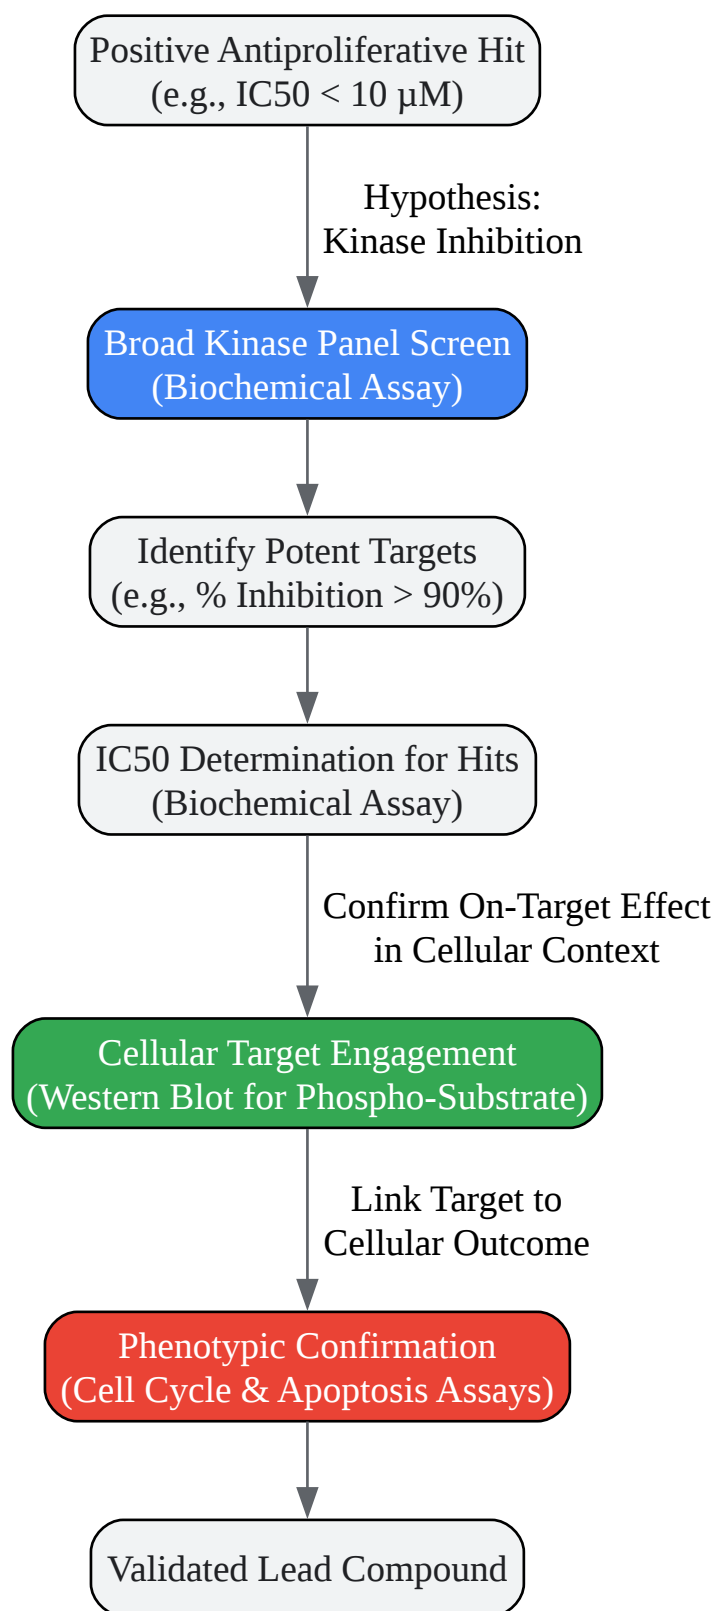 Positive Antiproliferative Hit
(e.g., IC50 < 10 µM)
Hypothesis:
Kinase Inhibition
Broad Kinase Panel Screen
(Biochemical Assay)
Identify Potent Targets
(e.g., % Inhibition > 90%)
IC50 Determination for Hits
(Biochemical Assay)
Confirm On-Target Effect
in Cellular Context
Cellular Target Engagement
(Western Blot for Phospho-Substrate)
Link Target to
Cellular Outcome
Phenotypic Confirmation
(Cell Cycle & Apoptosis Assays)
Validated Lead Compound